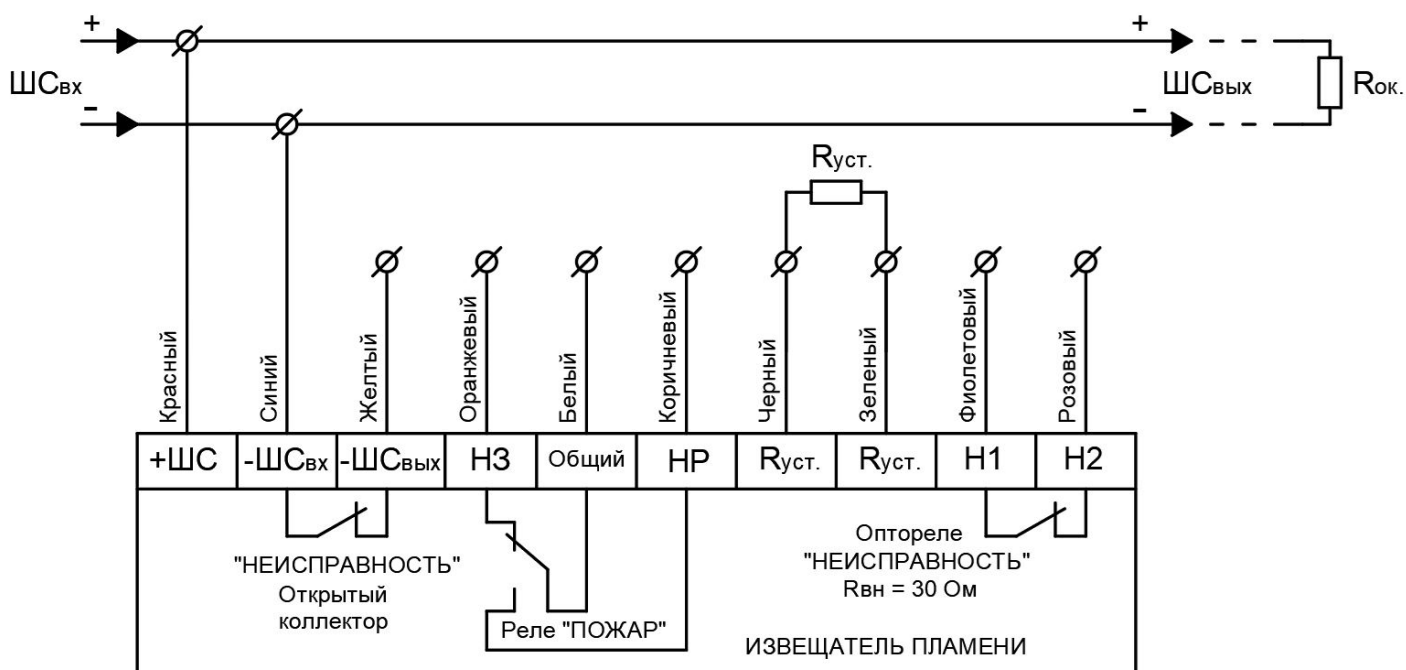 + +
ШСвх ШСвых Rок.
- -
Rуст.
Красный
Синий
Желтый
Оранжевый
Белый
Коричневый
Черный
Зеленый
Фиолетовый
Розовый
+ШС -ШСвх -ШСвых НЗ Общий НР Rуст. Rуст. Н1 Н2
"НЕИСПРАВНОСТЬ"
Открытый
коллектор
Реле "ПОЖАР"
Оптореле
"НЕИСПРАВНОСТЬ"
Rвн = 30 Ом
ИЗВЕЩАТЕЛЬ ПЛАМЕНИ